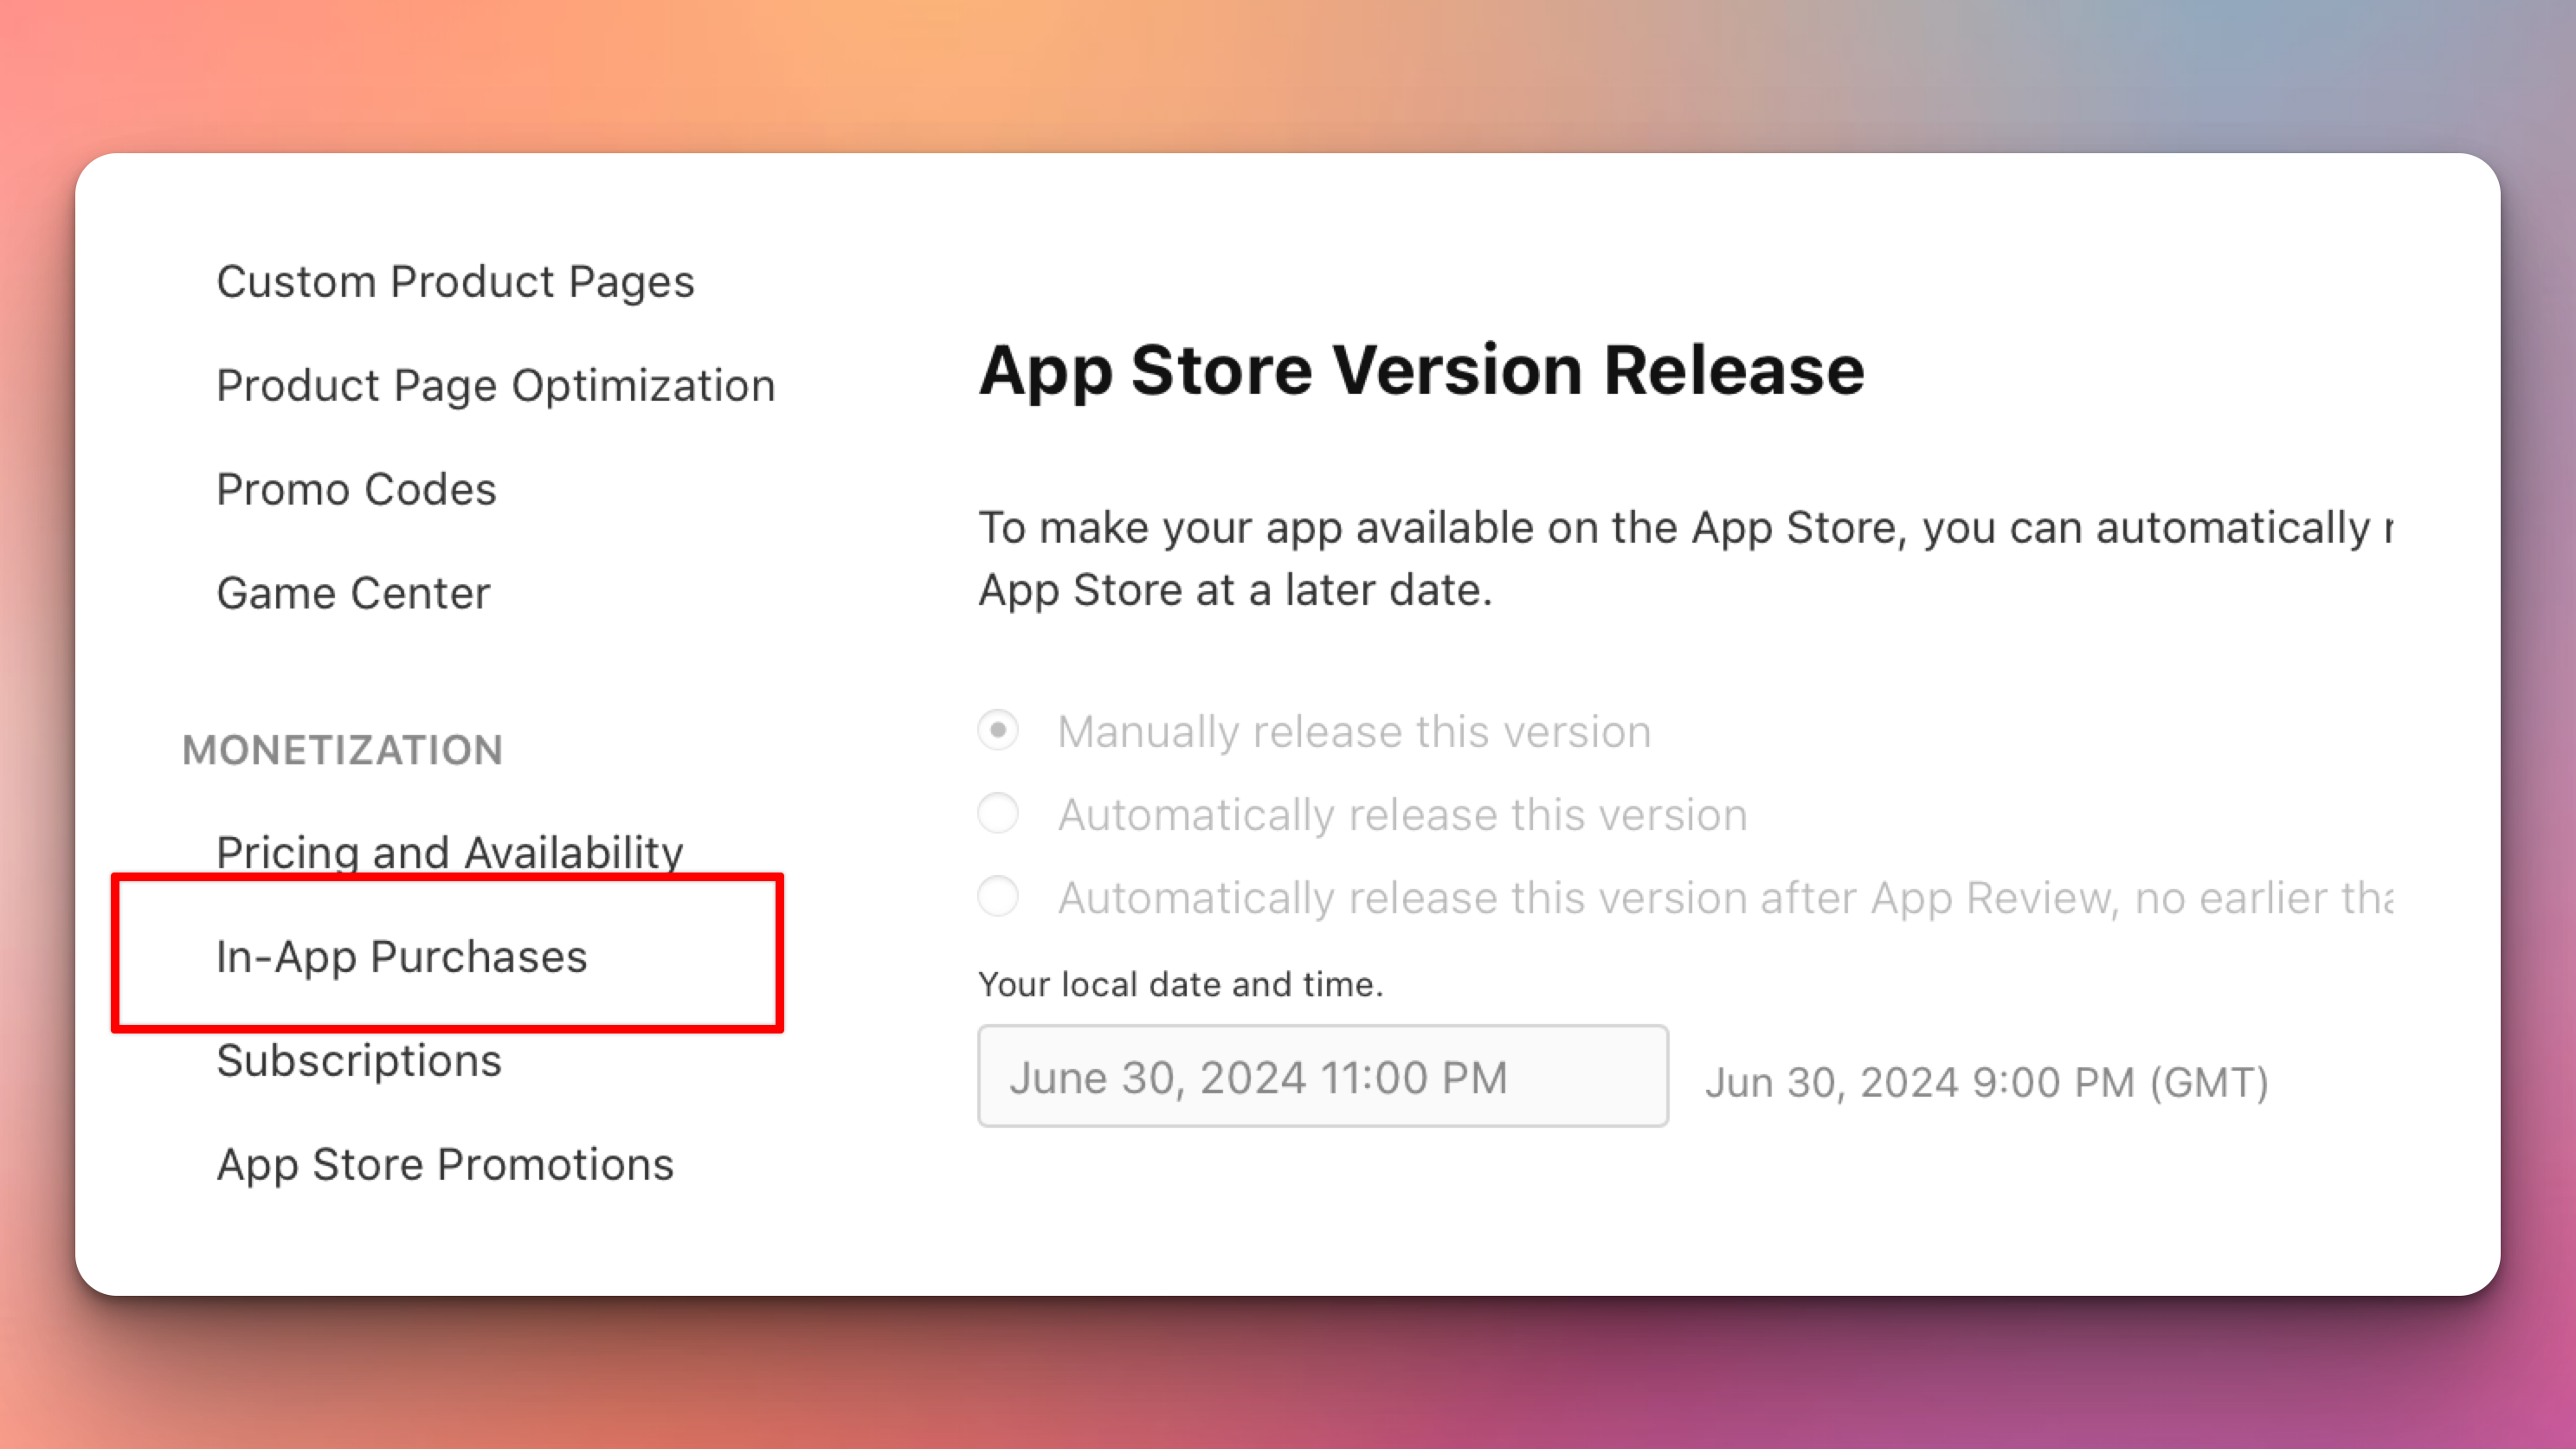 Custom Product Pages
Product Page Optimization
Promo Codes
Game Center
MONETIZATION
Pricing and Availability
In-App Purchases
Subscriptions
App Store Promotions
App Store Version Release
To make your app available on the App Store, you can automatically
App Store at a later date.
Manually release this version
Automatically release this version
Automatically release this version after App Review, no earlier
Your local date and time.
June 30, 2024 11:00 PM
Jun 30, 2024 9:00 PM (GMT)